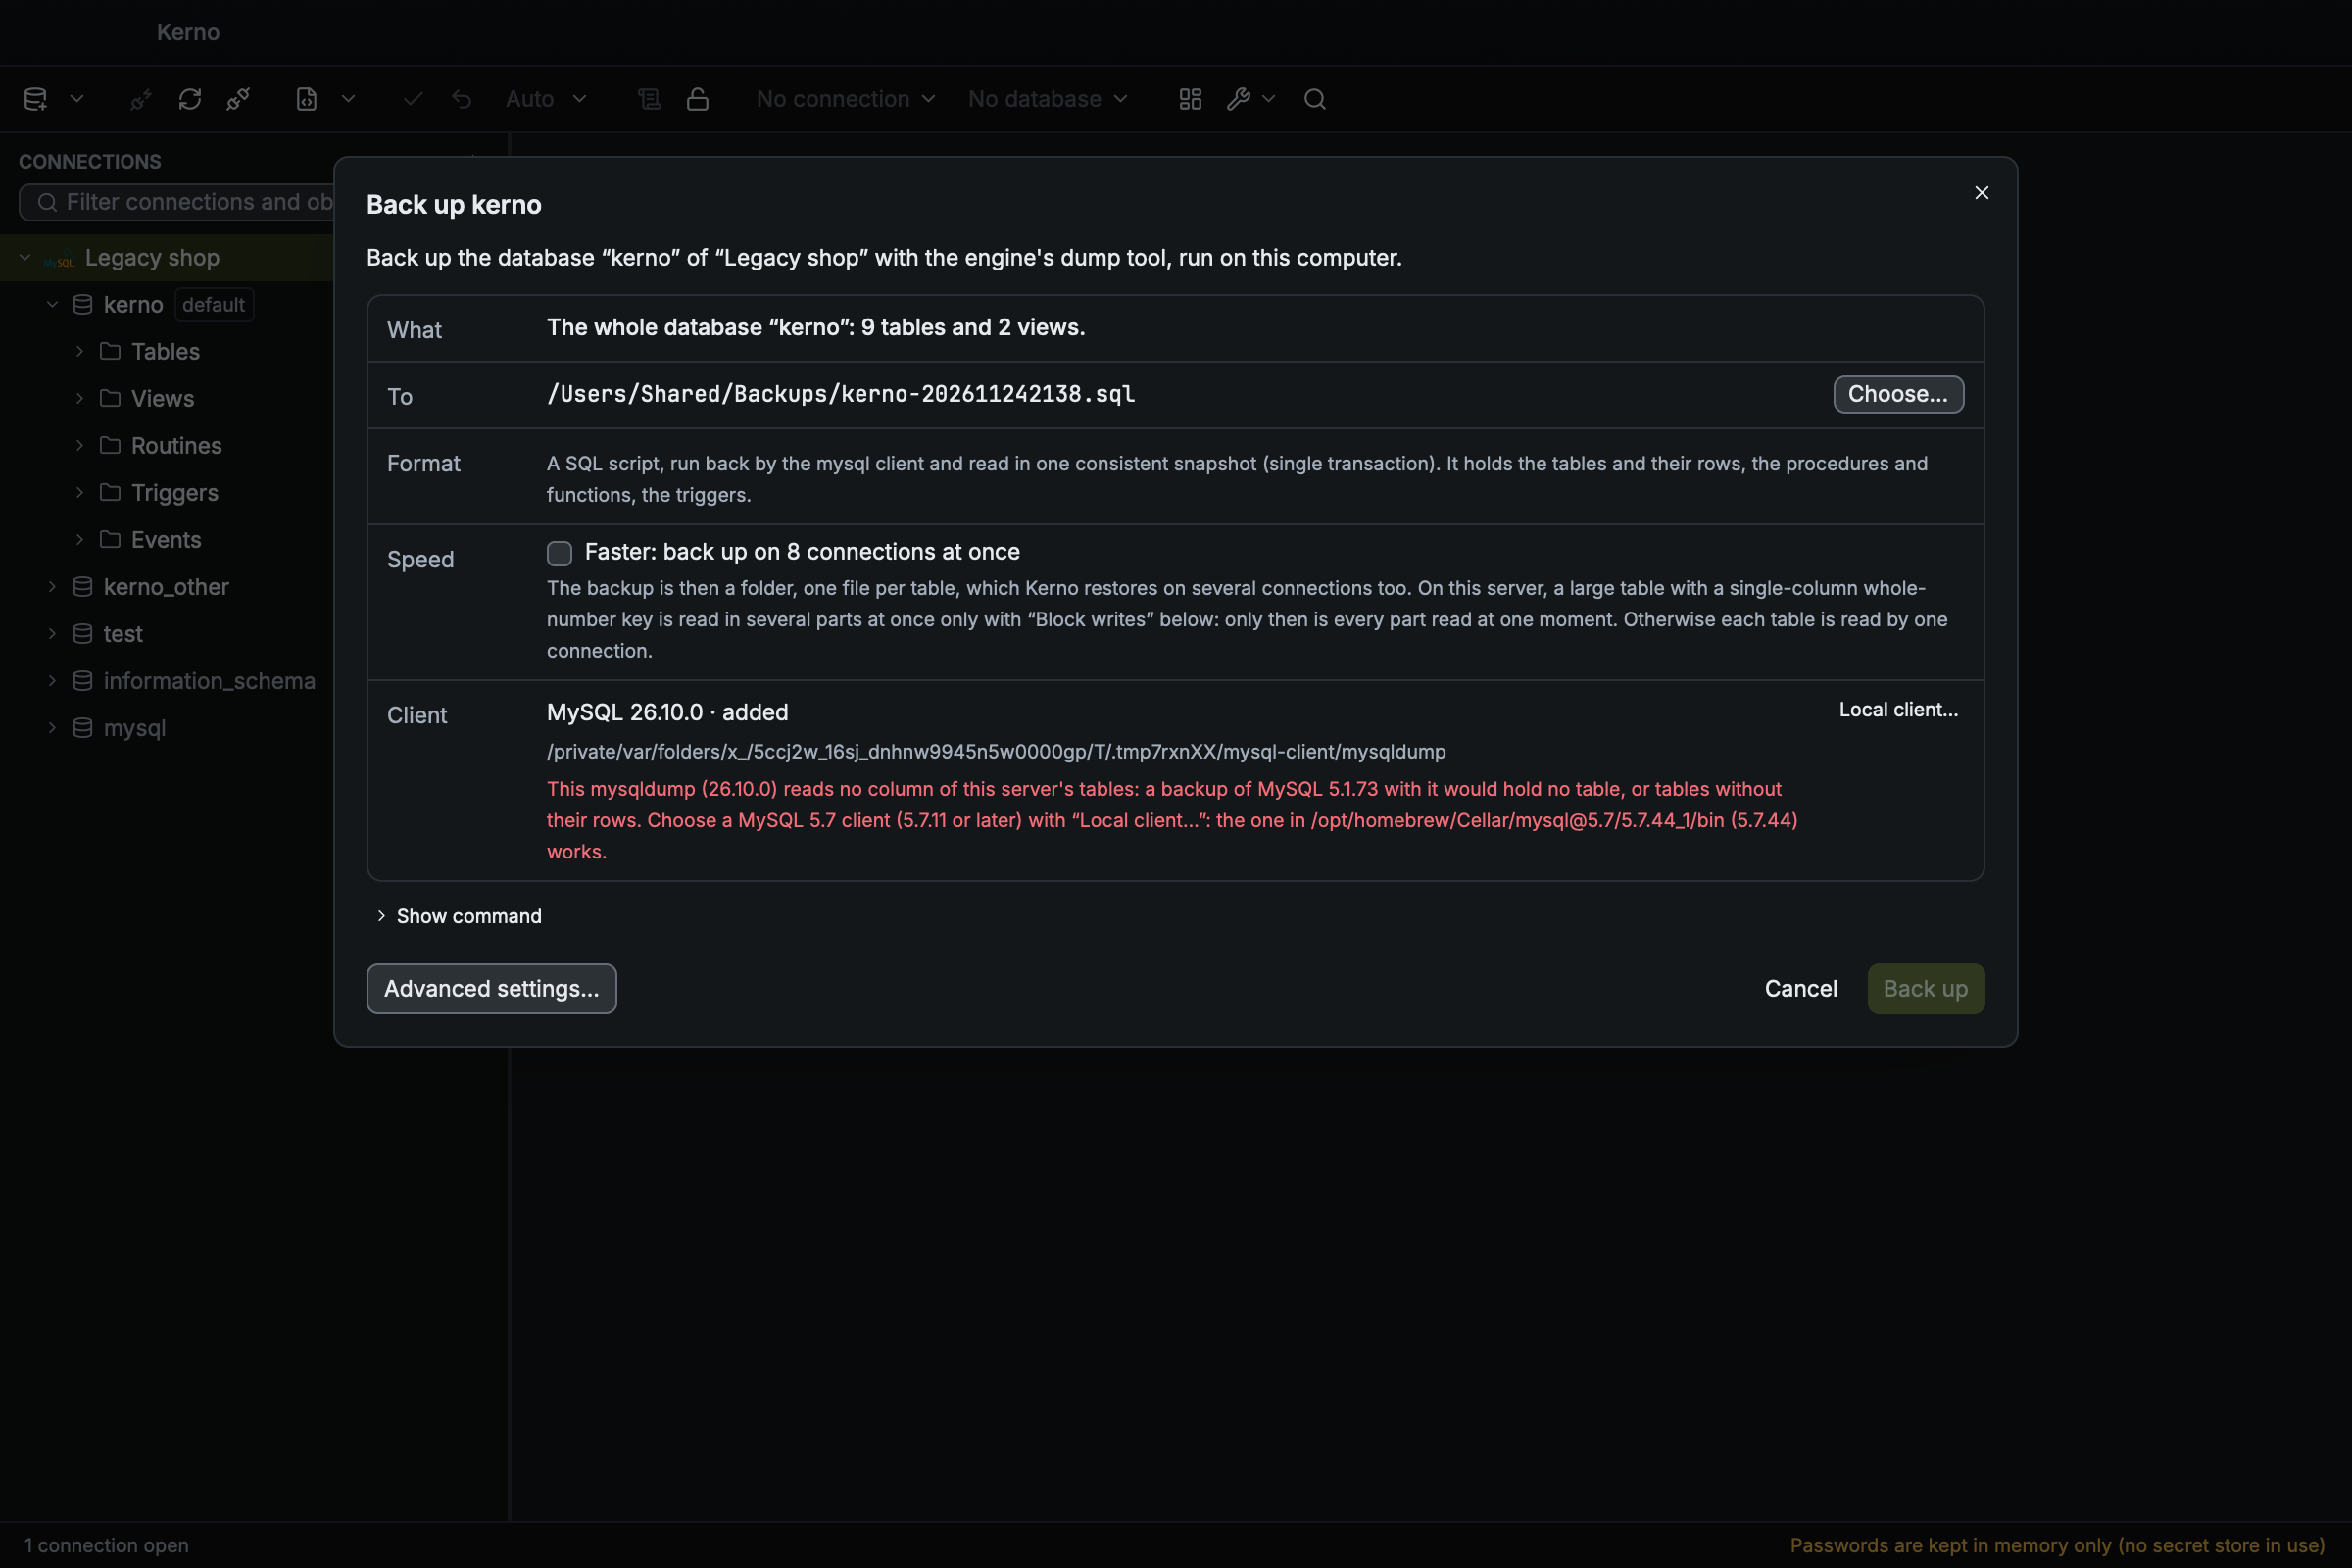 Kerno
Auto
No connection
No database
CONNECTIONS
Filter connections and ob
MySQL Legacy shop
kerno default
Tables
Views
Routines
Triggers
Events
kerno_other
test
information_schema
mysql
Back up kerno
Back up the database “kerno” of “Legacy shop” with the engine's dump tool, run on this computer.
What
The whole database “kerno”: 9 tables and 2 views.
To
/Users/Shared/Backups/kerno-202611242138.sql
Choose...
Format
A SQL script, run back by the mysql client and read in one consistent snapshot (single transaction). It holds the tables and their rows, the procedures and
functions, the triggers.
Speed
Faster: back up on 8 connections at once
The backup is then a folder, one file per table, which Kerno restores on several connections too. On this server, a large table with a single-column whole-
number key is read in several parts at once only with “Block writes” below: only then is every part read at one moment. Otherwise each table is read by one
connection.
Client
MySQL 26.10.0 · added
Local client...
/private/var/folders/x_/5ccj2w_16sj_dnhnw9945n5w0000gp/T/.tmp7rxnXX/mysql-client/mysqldump
This mysqldump (26.10.0) reads no column of this server's tables: a backup of MySQL 5.1.73 with it would hold no table, or tables without
their rows. Choose a MySQL 5.7 client (5.7.11 or later) with “Local client...”: the one in /opt/homebrew/Cellar/mysql@5.7/5.7.44_1/bin (5.7.44)
works.
Show command
Advanced settings...
Cancel
Back up
1 connection open
Passwords are kept in memory only (no secret store in use)